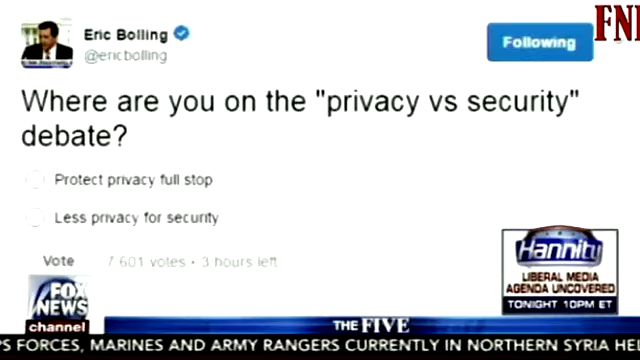 Eric Bolling
@ericbolling
Following
FN
Where are you on the "privacy vs security"
debate?
Protect privacy full stop
Less privacy for security
Vote 7 601 votes • 3 hours left
Hannity
LIBERAL MEDIA
AGENDA UNCOVERED
TONIGHT 10PM ET
FOX
NEWS
channel
THE FIVE
PS FORCES, MARINES AND ARMY RANGERS CURRENTLY IN NORTHERN SYRIA HE